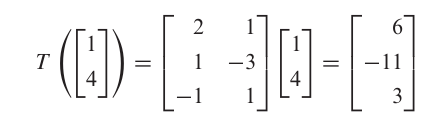 T([1 4]) = [2 1; 1 −3; −1 1] [1 4] = [6 −11 3]